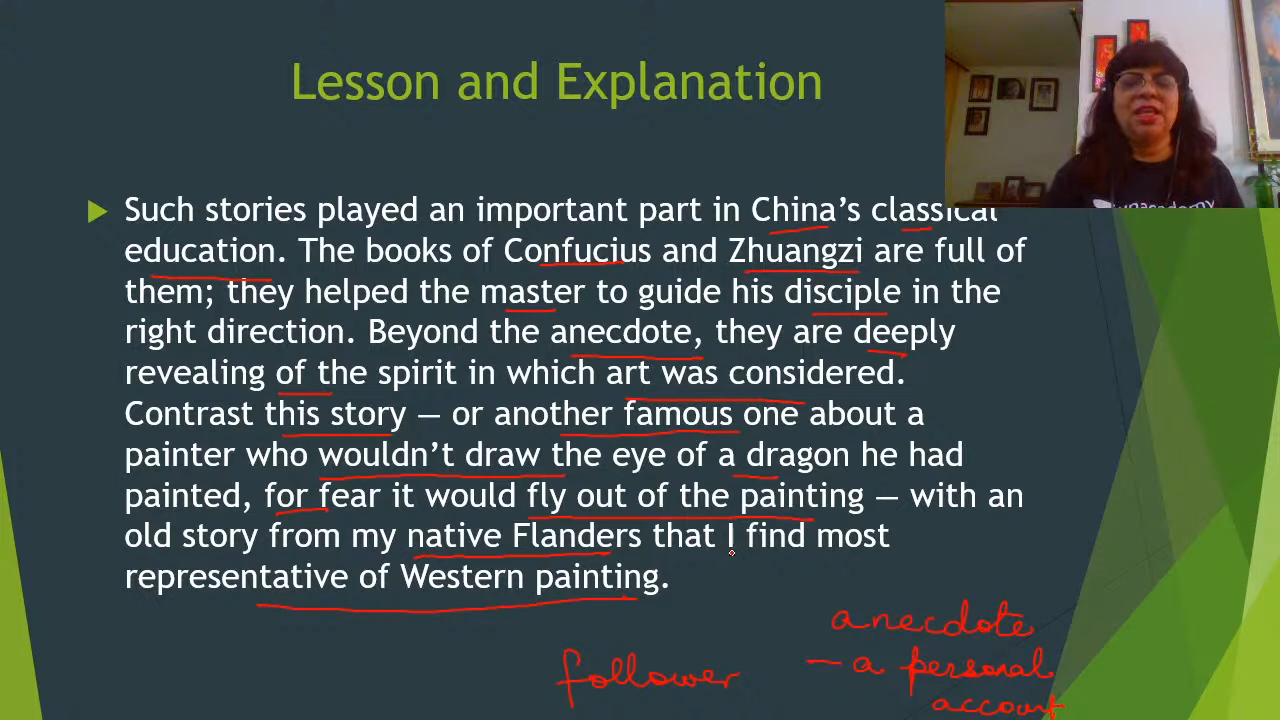 Lesson and Explanation
Such stories played an important part in China’s classical
education. The books of Confucius and Zhuangzi are full of
them; they helped the master to guide his disciple in the
right direction. Beyond the anecdote, they are deeply
revealing of the spirit in which art was considered.
Contrast this story — or another famous one about a
painter who wouldn’t draw the eye of a dragon he had
painted, for fear it would fly out of the painting — with an
old story from my native Flanders that I find most
representative of Western painting.
follower
anecdote
— a personal
account
unacademy